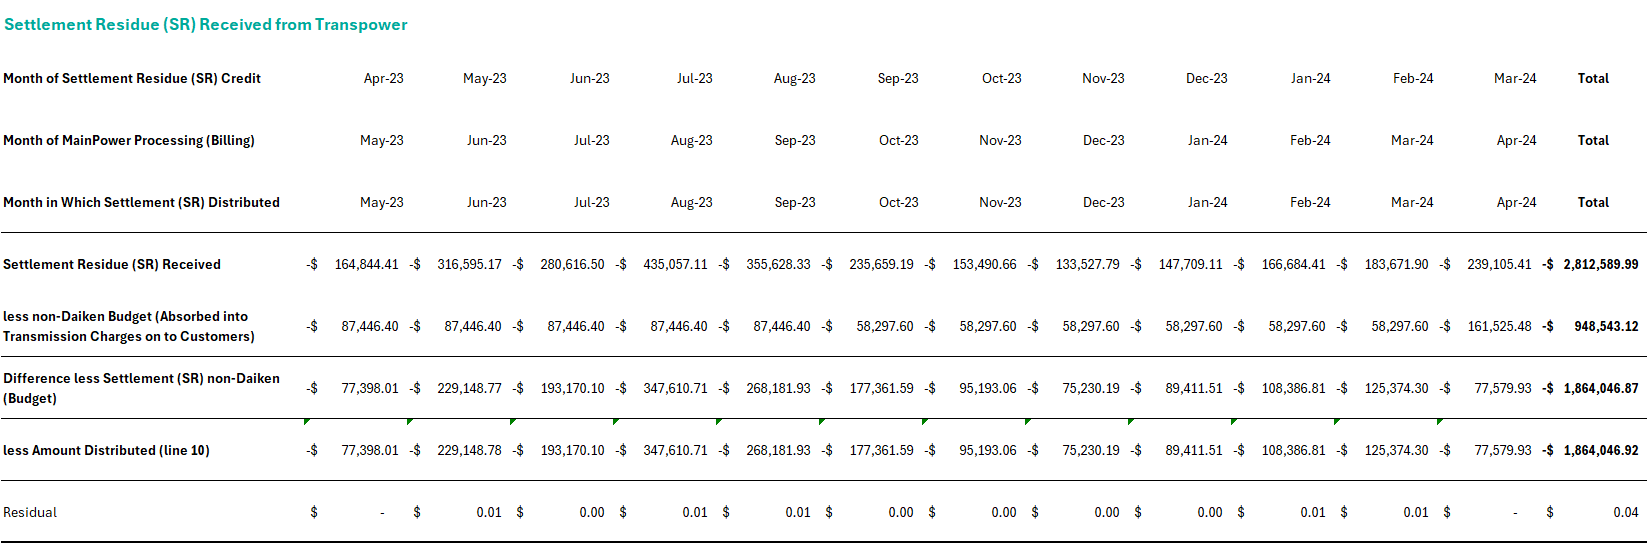 Settlement Residue (SR) Received from Transpower
Month of Settlement Residue (SR) Credit Apr-23 May-23 Jun-23 Jul-23 Aug-23 Sep-23 Oct-23 Nov-23 Dec-23 Jan-24 Feb-24 Mar-24 Total
Month of MainPower Processing (Billing) May-23 Jun-23 Jul-23 Aug-23 Sep-23 Oct-23 Nov-23 Dec-23 Jan-24 Feb-24 Mar-24 Apr-24 Total
Month in Which Settlement (SR) Distributed May-23 Jun-23 Jul-23 Aug-23 Sep-23 Oct-23 Nov-23 Dec-23 Jan-24 Feb-24 Mar-24 Apr-24 Total
Settlement Residue (SR) Received -$ 164,844.41 -$ 316,595.17 -$ 280,616.50 -$ 435,057.11 -$ 355,628.33 -$ 235,659.19 -$ 153,490.66 -$ 133,527.79 -$ 147,709.11 -$ 166,684.41 -$ 183,671.90 -$ 239,105.41 -$ 2,812,589.99
less non-Daiken Budget (Absorbed into
Transmission Charges on to Customers) -$ 87,446.40 -$ 87,446.40 -$ 87,446.40 -$ 87,446.40 -$ 87,446.40 -$ 58,297.60 -$ 58,297.60 -$ 58,297.60 -$ 58,297.60 -$ 58,297.60 -$ 58,297.60 -$ 161,525.48 -$ 948,543.12
Difference less Settlement (SR) non-Daiken
(Budget) -$ 77,398.01 -$ 229,148.77 -$ 193,170.10 -$ 347,610.71 -$ 268,181.93 -$ 177,361.59 -$ 95,193.06 -$ 75,230.19 -$ 89,411.51 -$ 108,386.81 -$ 125,374.30 -$ 77,579.93 -$ 1,864,046.87
less Amount Distributed (line 10) -$ 77,398.01 -$ 229,148.78 -$ 193,170.10 -$ 347,610.71 -$ 268,181.93 -$ 177,361.59 -$ 95,193.06 -$ 75,230.19 -$ 89,411.51 -$ 108,386.81 -$ 125,374.30 -$ 77,579.93 -$ 1,864,046.92
Residual $ - $ 0.01 $ 0.00 $ 0.01 $ 0.01 $ 0.00 $ 0.00 $ 0.00 $ 0.00 $ 0.01 $ 0.01 $ - $ 0.04